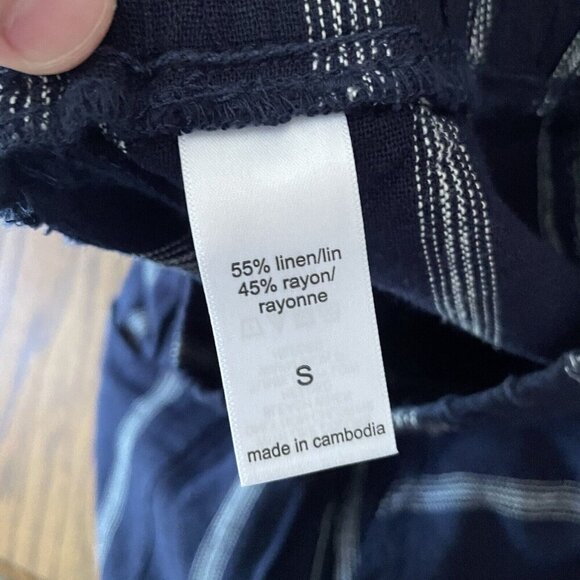 55% linen/lin
45% rayon/
rayonne
S
made in cambodia